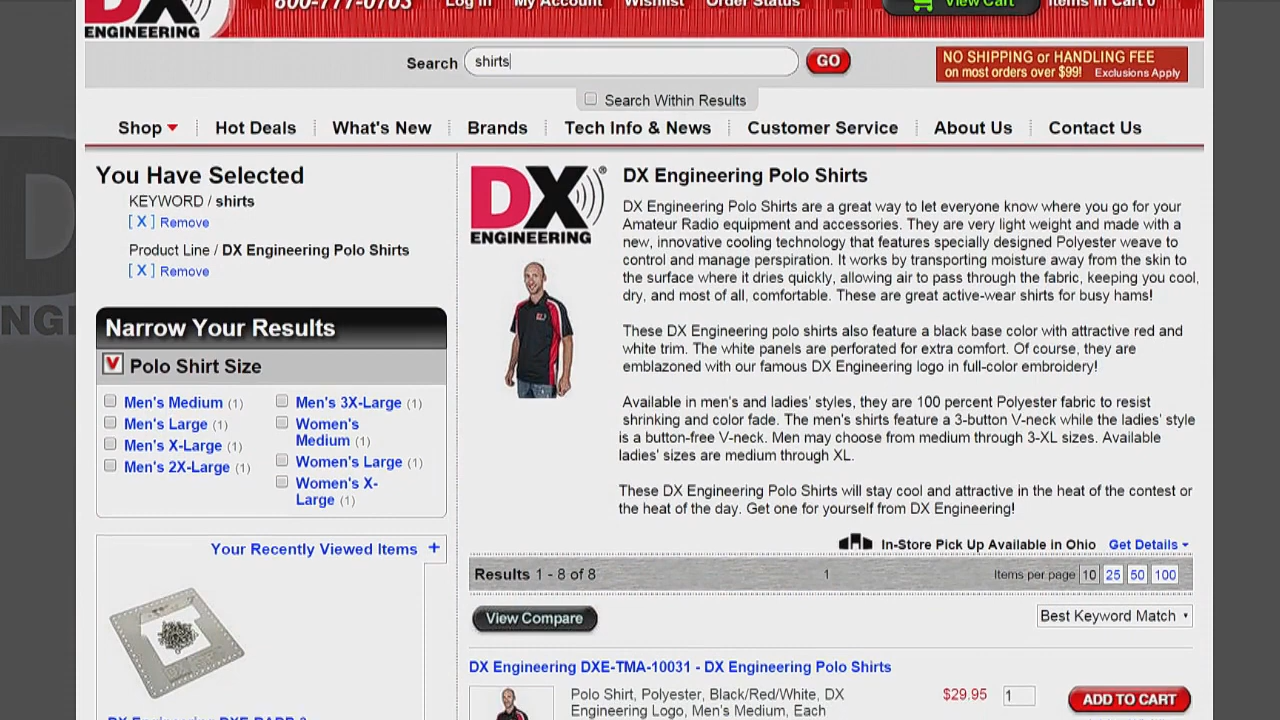 DX
ENGINEERING
800-777-0703
Log In
My Account
Wishlist
Order Status
View Cart
Items in Cart 0
Search
shirts
GO
NO SHIPPING or HANDLING FEE
on most orders over $99! Exclusions Apply
Search Within Results
Shop
Hot Deals
What's New
Brands
Tech Info & News
Customer Service
About Us
Contact Us
You Have Selected
KEYWORD / shirts
[ X ] Remove
Product Line / DX Engineering Polo Shirts
[ X ] Remove
Narrow Your Results
Polo Shirt Size
Men's Medium (1)
Men's Large (1)
Men's X-Large (1)
Men's 2X-Large (1)
Men's 3X-Large (1)
Women's
Medium (1)
Women's Large (1)
Women's X-
Large (1)
Your Recently Viewed Items +
DX®
ENGINEERING
DX Engineering Polo Shirts
DX Engineering Polo Shirts are a great way to let everyone know where you go for your
Amateur Radio equipment and accessories. They are very light weight and made with a
new, innovative cooling technology that features specially designed Polyester weave to
control and manage perspiration. It works by transporting moisture away from the skin to
the surface where it dries quickly, allowing air to pass through the fabric, keeping you cool,
dry, and most of all, comfortable. These are great active-wear shirts for busy hams!
These DX Engineering polo shirts also feature a black base color with attractive red and
white trim. The white panels are perforated for extra comfort. Of course, they are
emblazoned with our famous DX Engineering logo in full-color embroidery!
Available in men's and ladies' styles, they are 100 percent Polyester fabric to resist
shrinking and color fade. The men's shirts feature a 3-button V-neck while the ladies' style
is a button-free V-neck. Men may choose from medium through 3-XL sizes. Available
ladies' sizes are medium through XL.
These DX Engineering Polo Shirts will stay cool and attractive in the heat of the contest or
the heat of the day. Get one for yourself from DX Engineering!
In-Store Pick Up Available in Ohio Get Details
Results 1 - 8 of 8
1
Items per page 10 25 50 100
View Compare
Best Keyword Match
DX Engineering DXE-TMA-10031 - DX Engineering Polo Shirts
Polo Shirt, Polyester, Black/Red/White, DX
Engineering Logo, Men's Medium, Each
$29.95
1
ADD TO CART